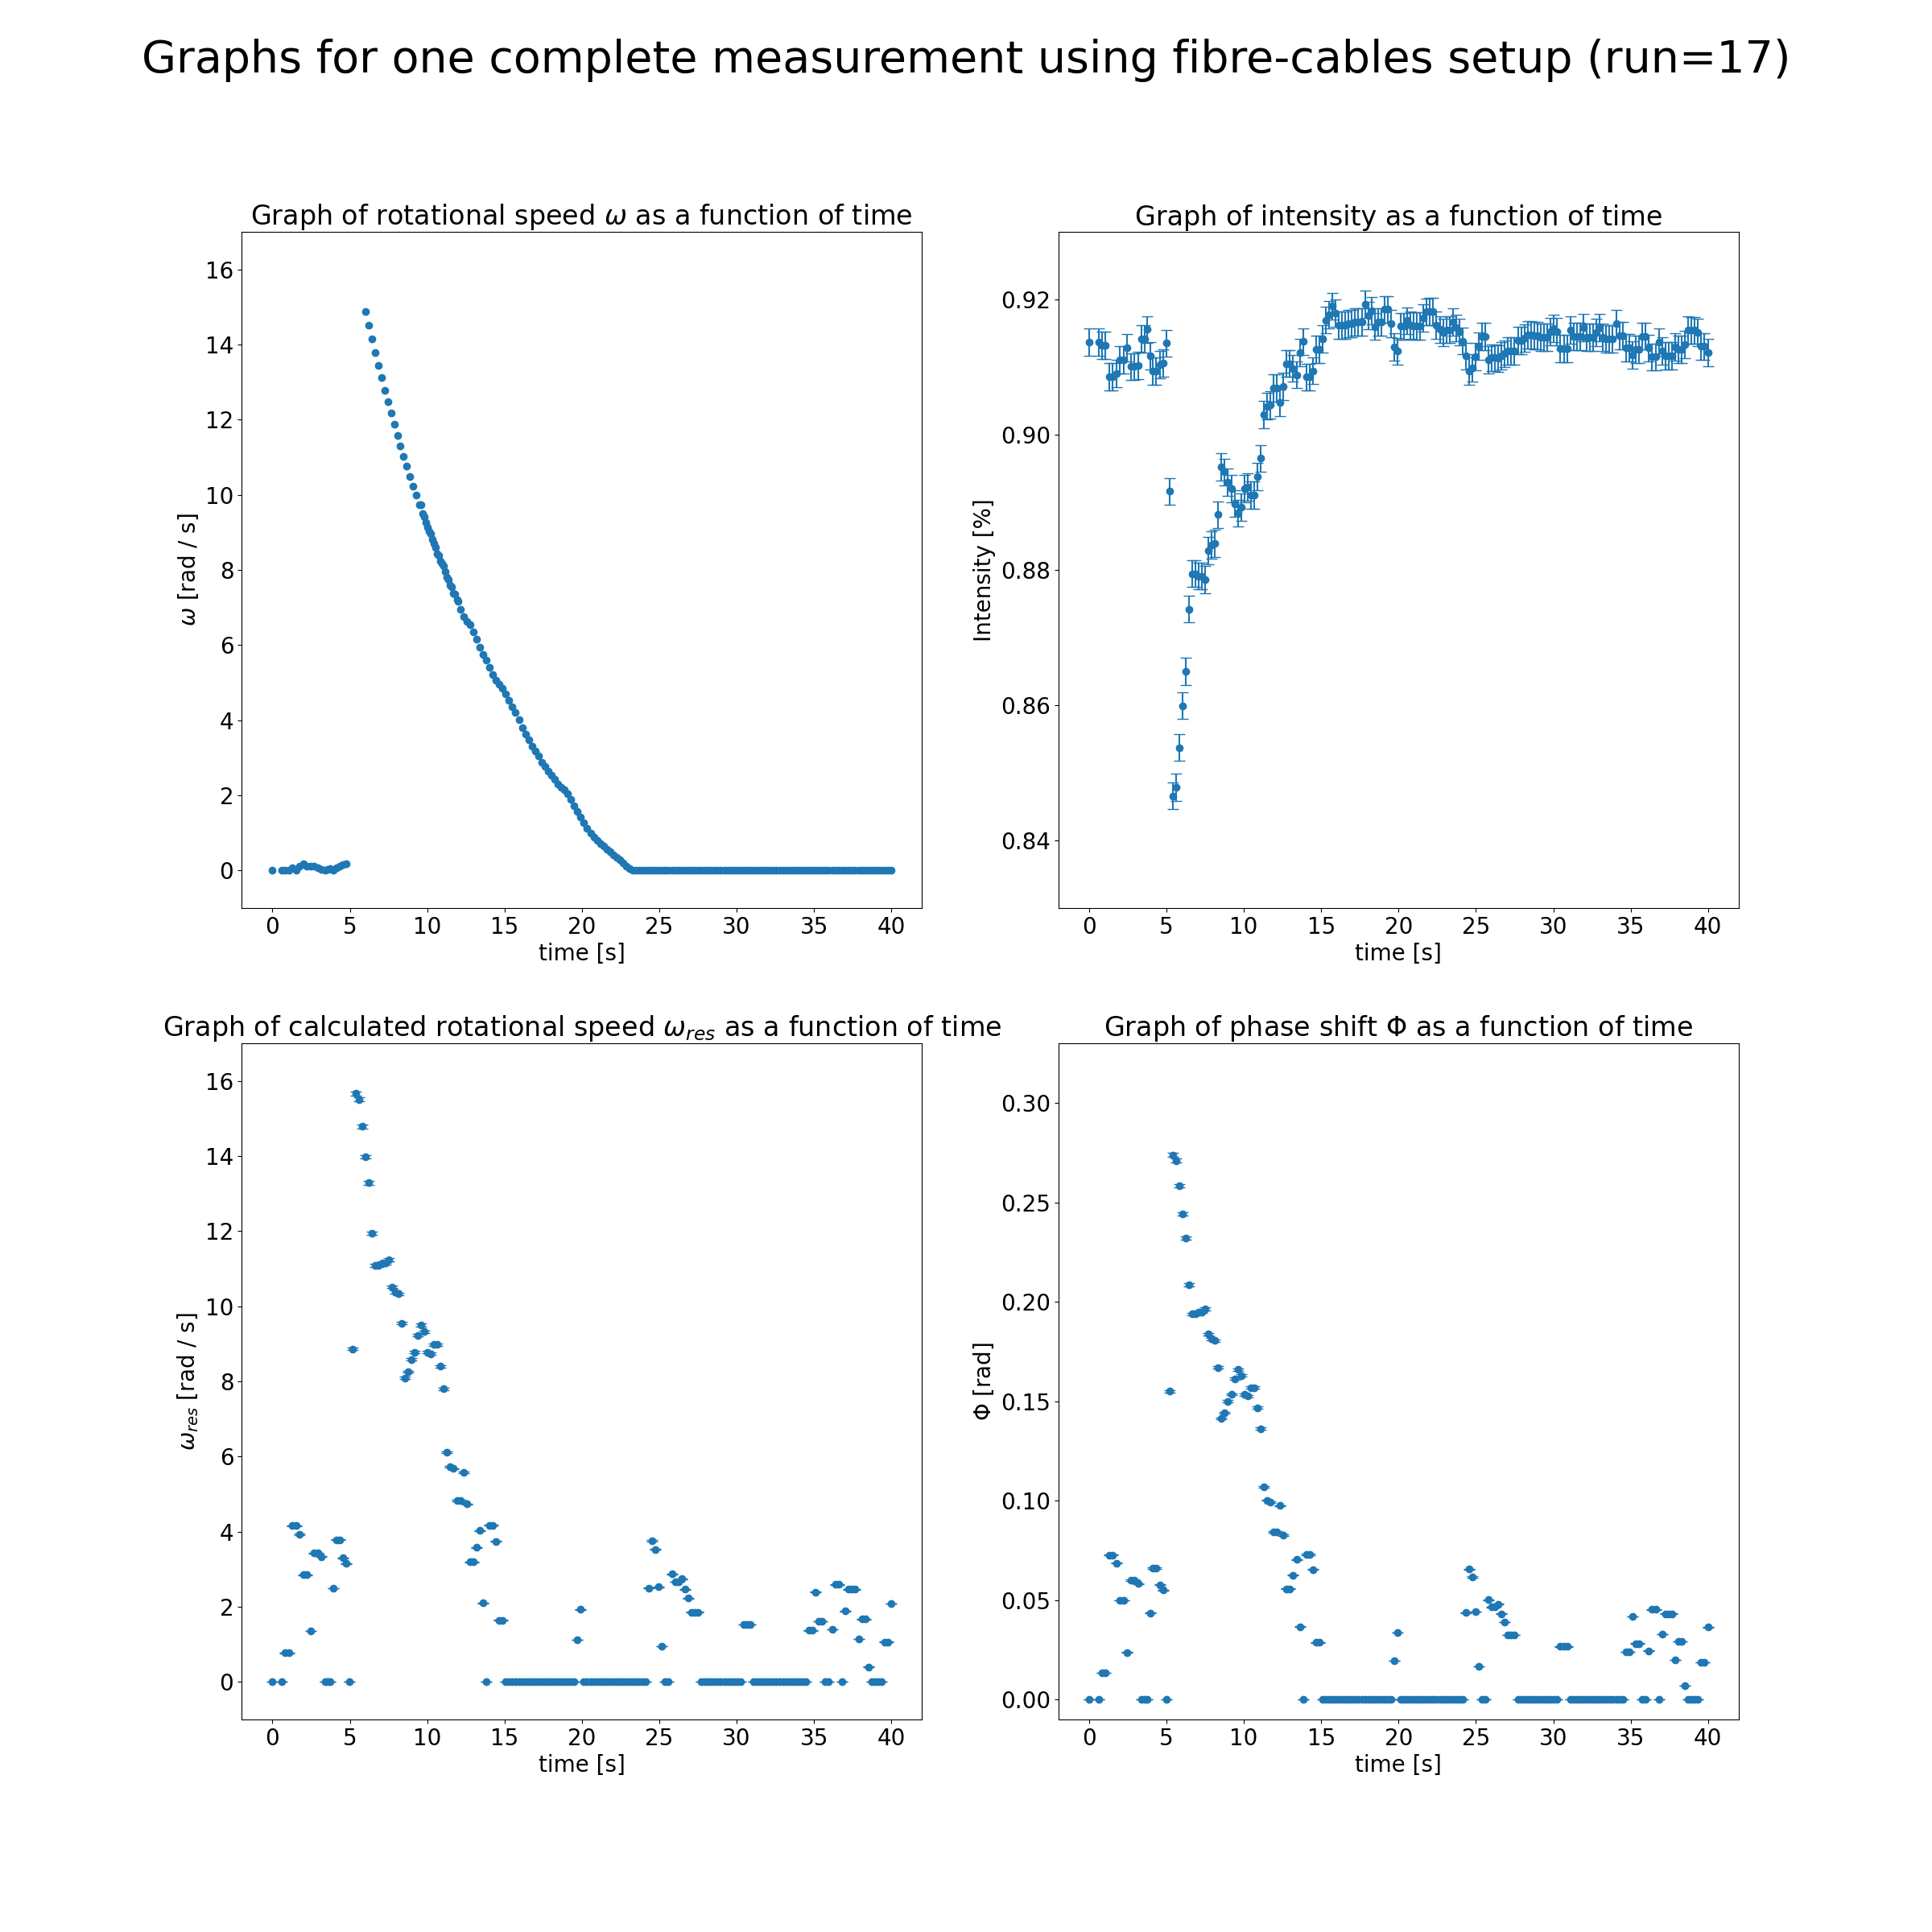 Graphs for one complete measurement using fibre-cables setup (run=17)
Graph of rotational speed ω as a function of time
16
14
12
10
8
6
4
2
0
ω [rad / s]
0 5 10 15 20 25 30 35 40
time [s]
Graph of intensity as a function of time
0.92
0.90
0.88
0.86
0.84
Intensity [%]
0 5 10 15 20 25 30 35 40
time [s]
Graph of calculated rotational speed ω_res as a function of time
16
14
12
10
8
6
4
2
0
ω_res [rad / s]
0 5 10 15 20 25 30 35 40
time [s]
Graph of phase shift Φ as a function of time
0.30
0.25
0.20
0.15
0.10
0.05
0.00
Φ [rad]
0 5 10 15 20 25 30 35 40
time [s]